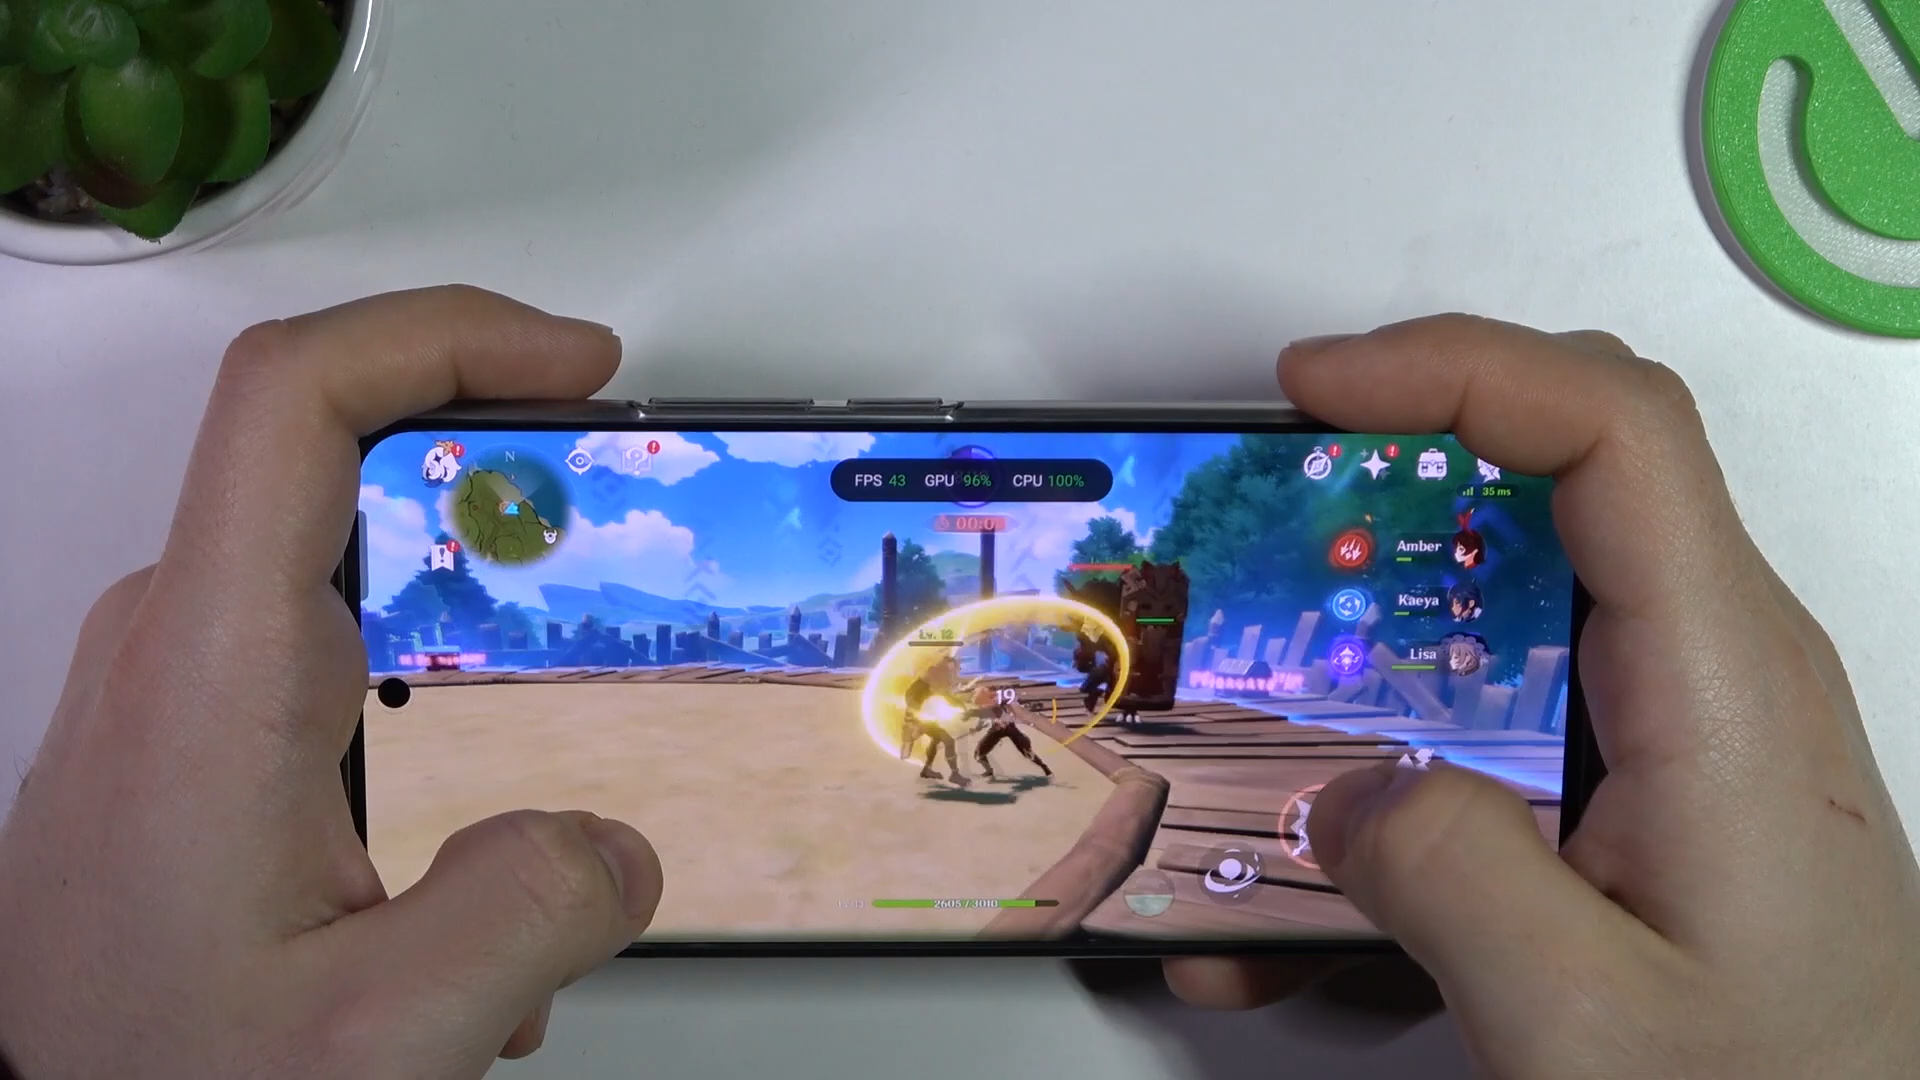 N
FPS 43 GPU 96% CPU 100%
35 ms
Amber
Kaeya
Lisa
Lv. 12
19
2605 / 3010